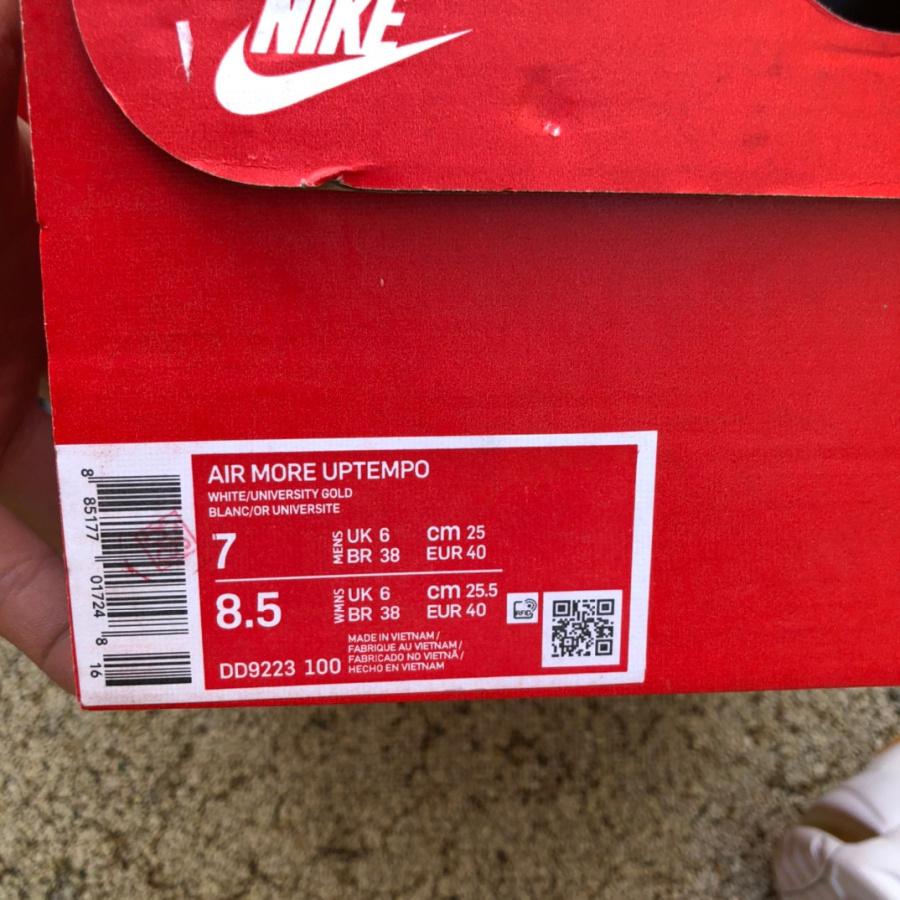 NIKE
AIR MORE UPTEMPO
WHITE/UNIVERSITY GOLD
BLANC/OR UNIVERSITE
7 MENS UK 6 cm 25
BR 38 EUR 40
8.5 WMNS UK 6 cm 25.5
BR 38 EUR 40
RFID
MADE IN VIETNAM /
FABRIQUE AU VIETNAM /
FABRICADO NO VIETNÃ /
HECHO EN VIETNAM
DD9223 100
8 85177 01724 8 16